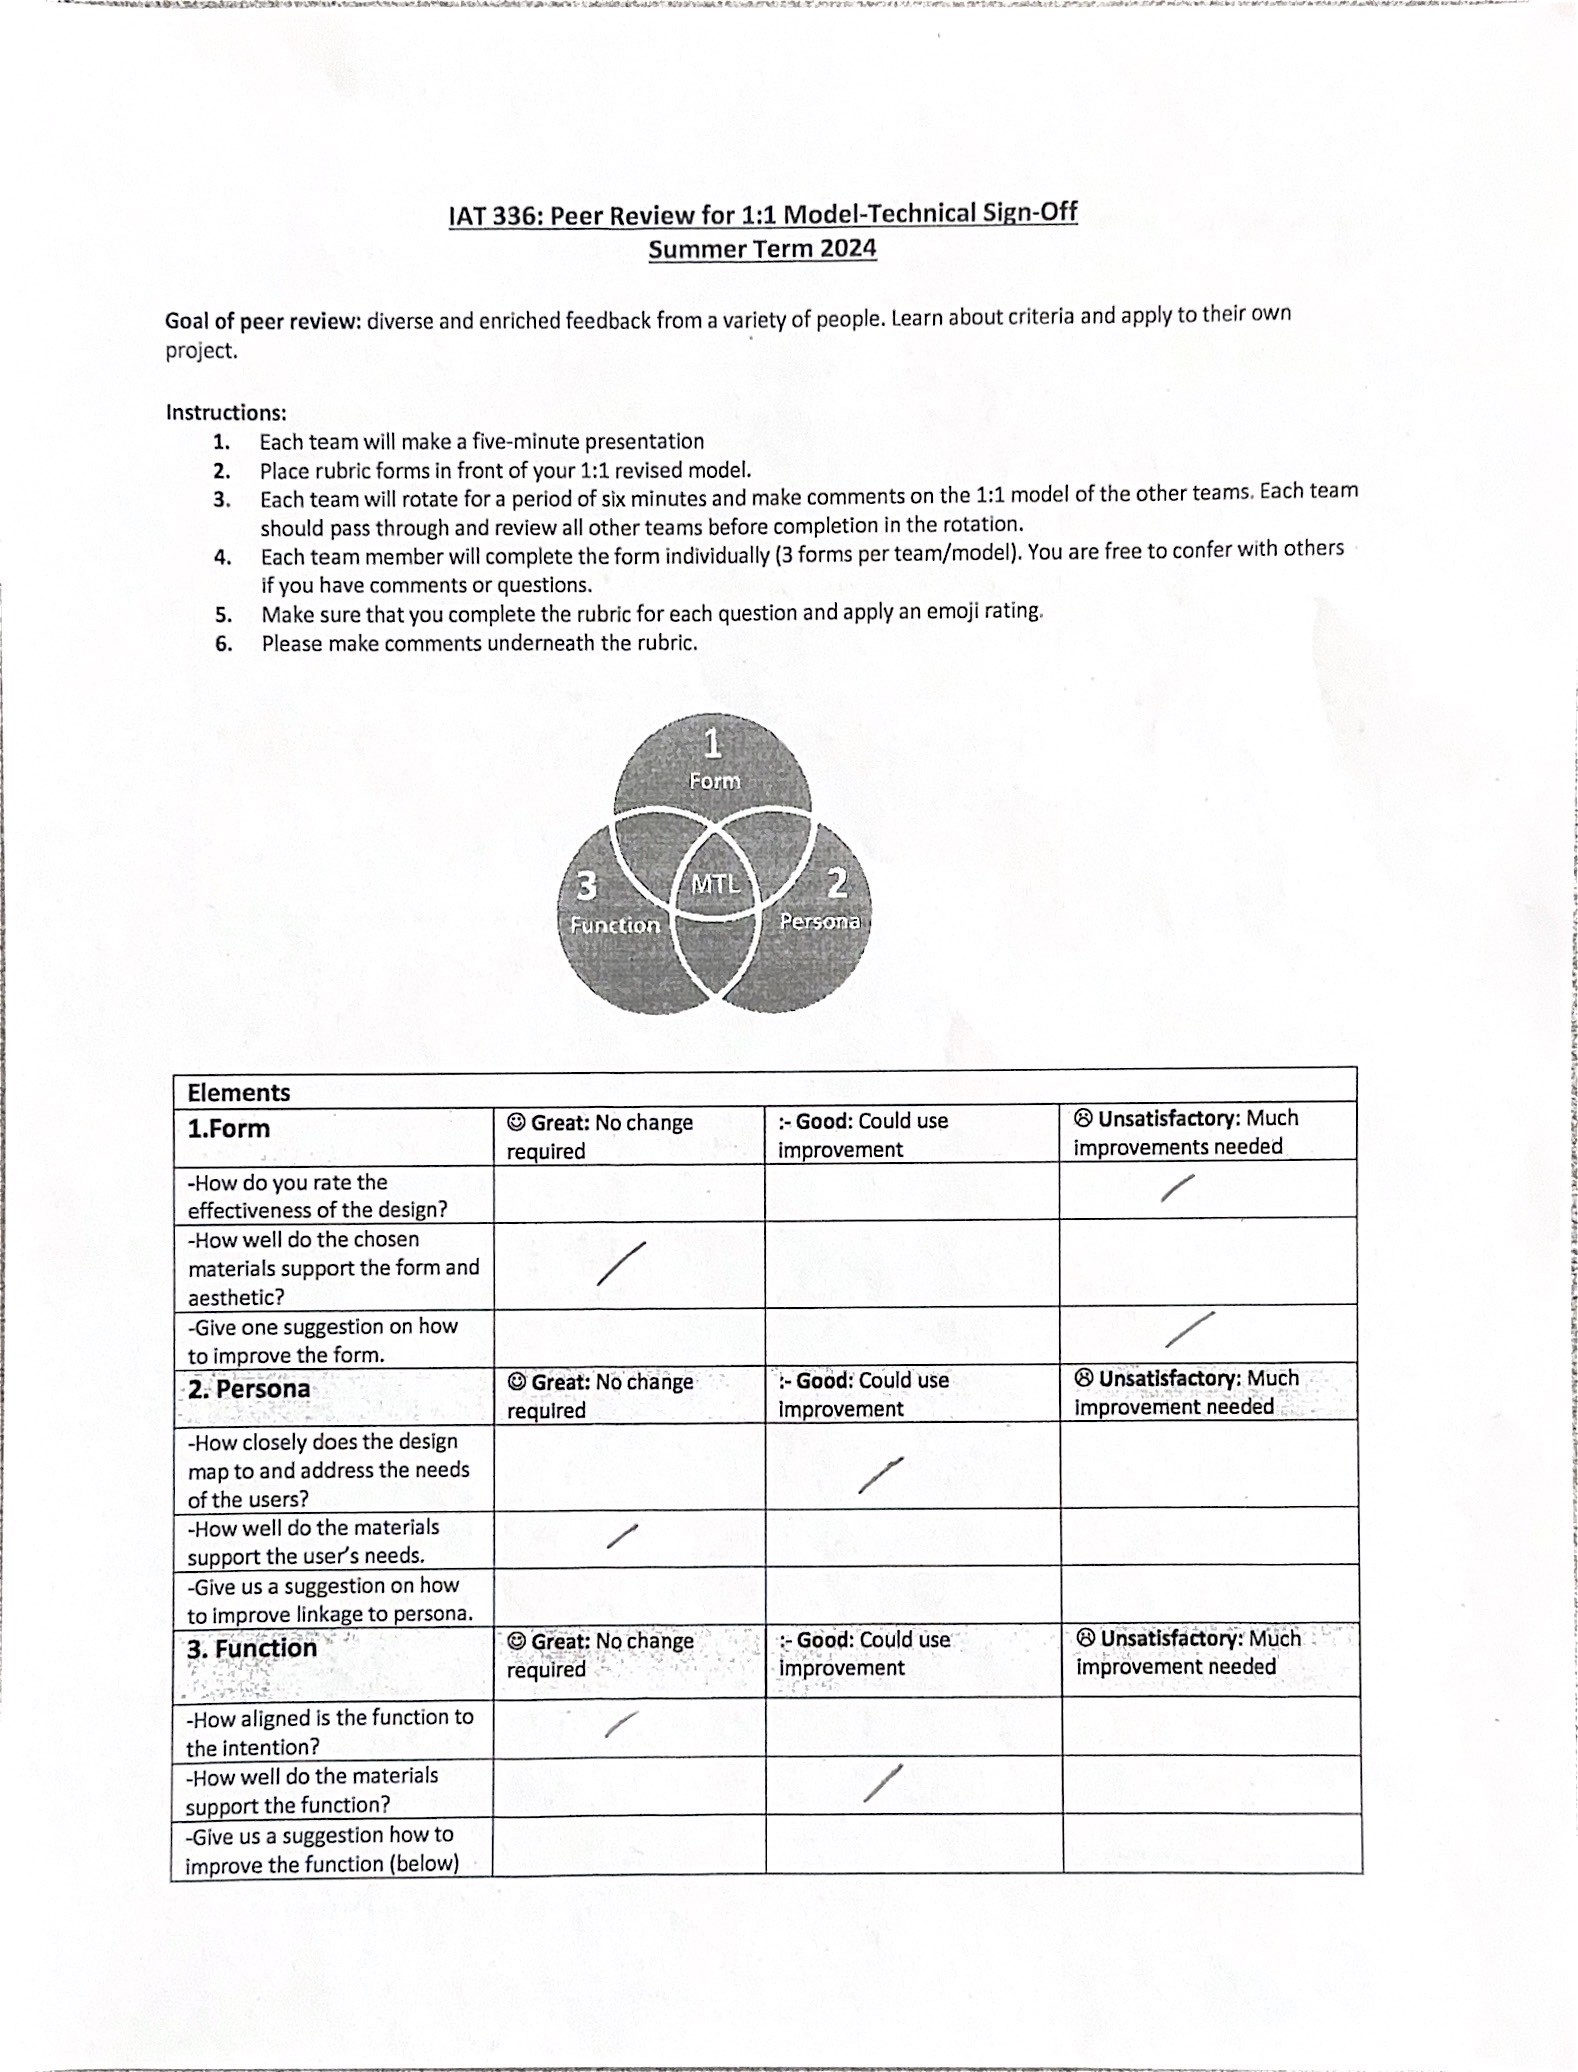 IAT 336: Peer Review for 1:1 Model-Technical Sign-Off
Summer Term 2024
Goal of peer review: diverse and enriched feedback from a variety of people. Learn about criteria and apply to their own
project.
Instructions:
1. Each team will make a five-minute presentation
2. Place rubric forms in front of your 1:1 revised model.
3. Each team will rotate for a period of six minutes and make comments on the 1:1 model of the other teams. Each team
should pass through and review all other teams before completion in the rotation.
4. Each team member will complete the form individually (3 forms per team/model). You are free to confer with others
if you have comments or questions.
5. Make sure that you complete the rubric for each question and apply an emoji rating.
6. Please make comments underneath the rubric.
1
Form
3
MTL
2
Function
Persona
Elements
1.Form
☺ Great: No change
required
:- Good: Could use
improvement
☹ Unsatisfactory: Much
improvements needed
-How do you rate the
effectiveness of the design?
/
-How well do the chosen
materials support the form and
aesthetic?
/
-Give one suggestion on how
to improve the form.
/
2. Persona
☺ Great: No change
required
:- Good: Could use
improvement
☹ Unsatisfactory: Much
improvement needed
-How closely does the design
map to and address the needs
of the users?
/
-How well do the materials
support the user's needs.
/
-Give us a suggestion on how
to improve linkage to persona.
3. Function
☺ Great: No change
required
:- Good: Could use
improvement
☹ Unsatisfactory: Much
improvement needed
-How aligned is the function to
the intention?
/
-How well do the materials
support the function?
/
-Give us a suggestion how to
improve the function (below)